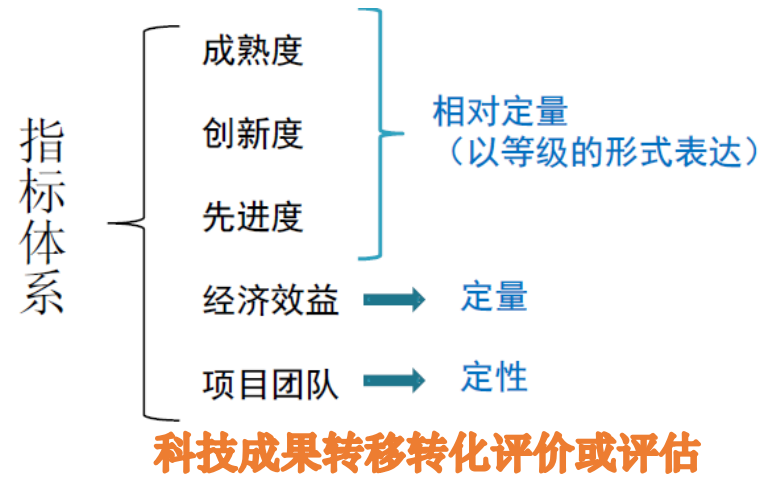 指标体系
成熟度
创新度
先进度
经济效益
项目团队
相对定量
（以等级的形式表达）
定量
定性
科技成果转移转化评价或评估